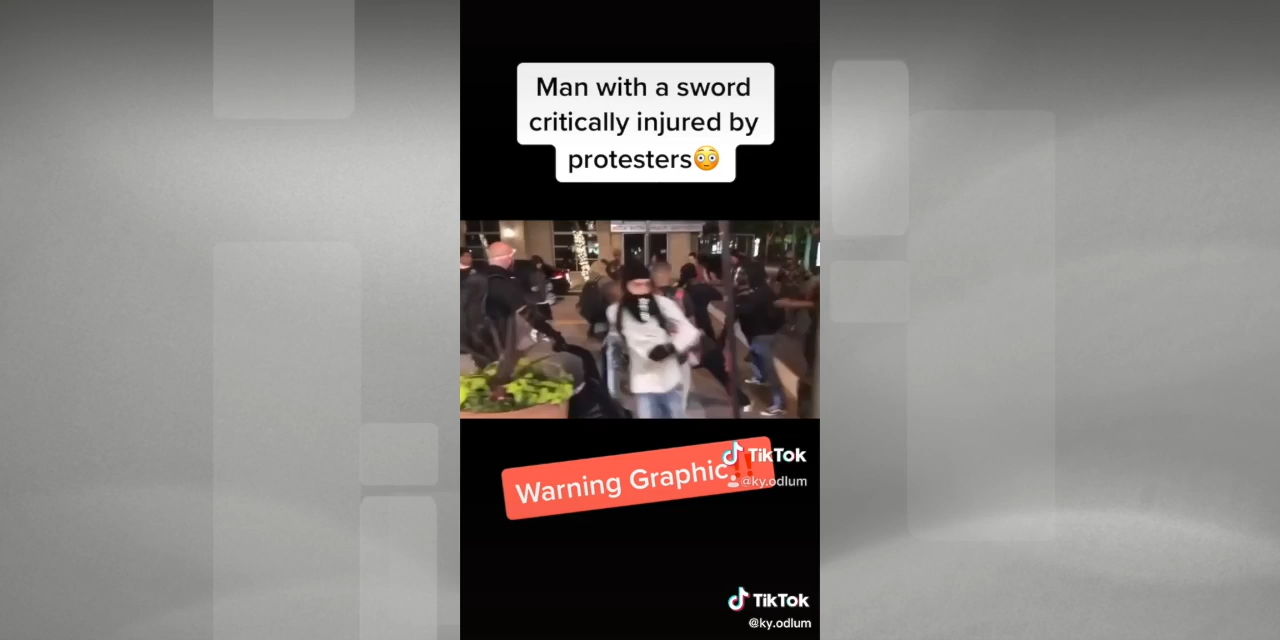 Man with a sword
critically injured by
protesters😳
Warning Graphic‼️
TikTok
@ky.odlum
TikTok
@ky.odlum